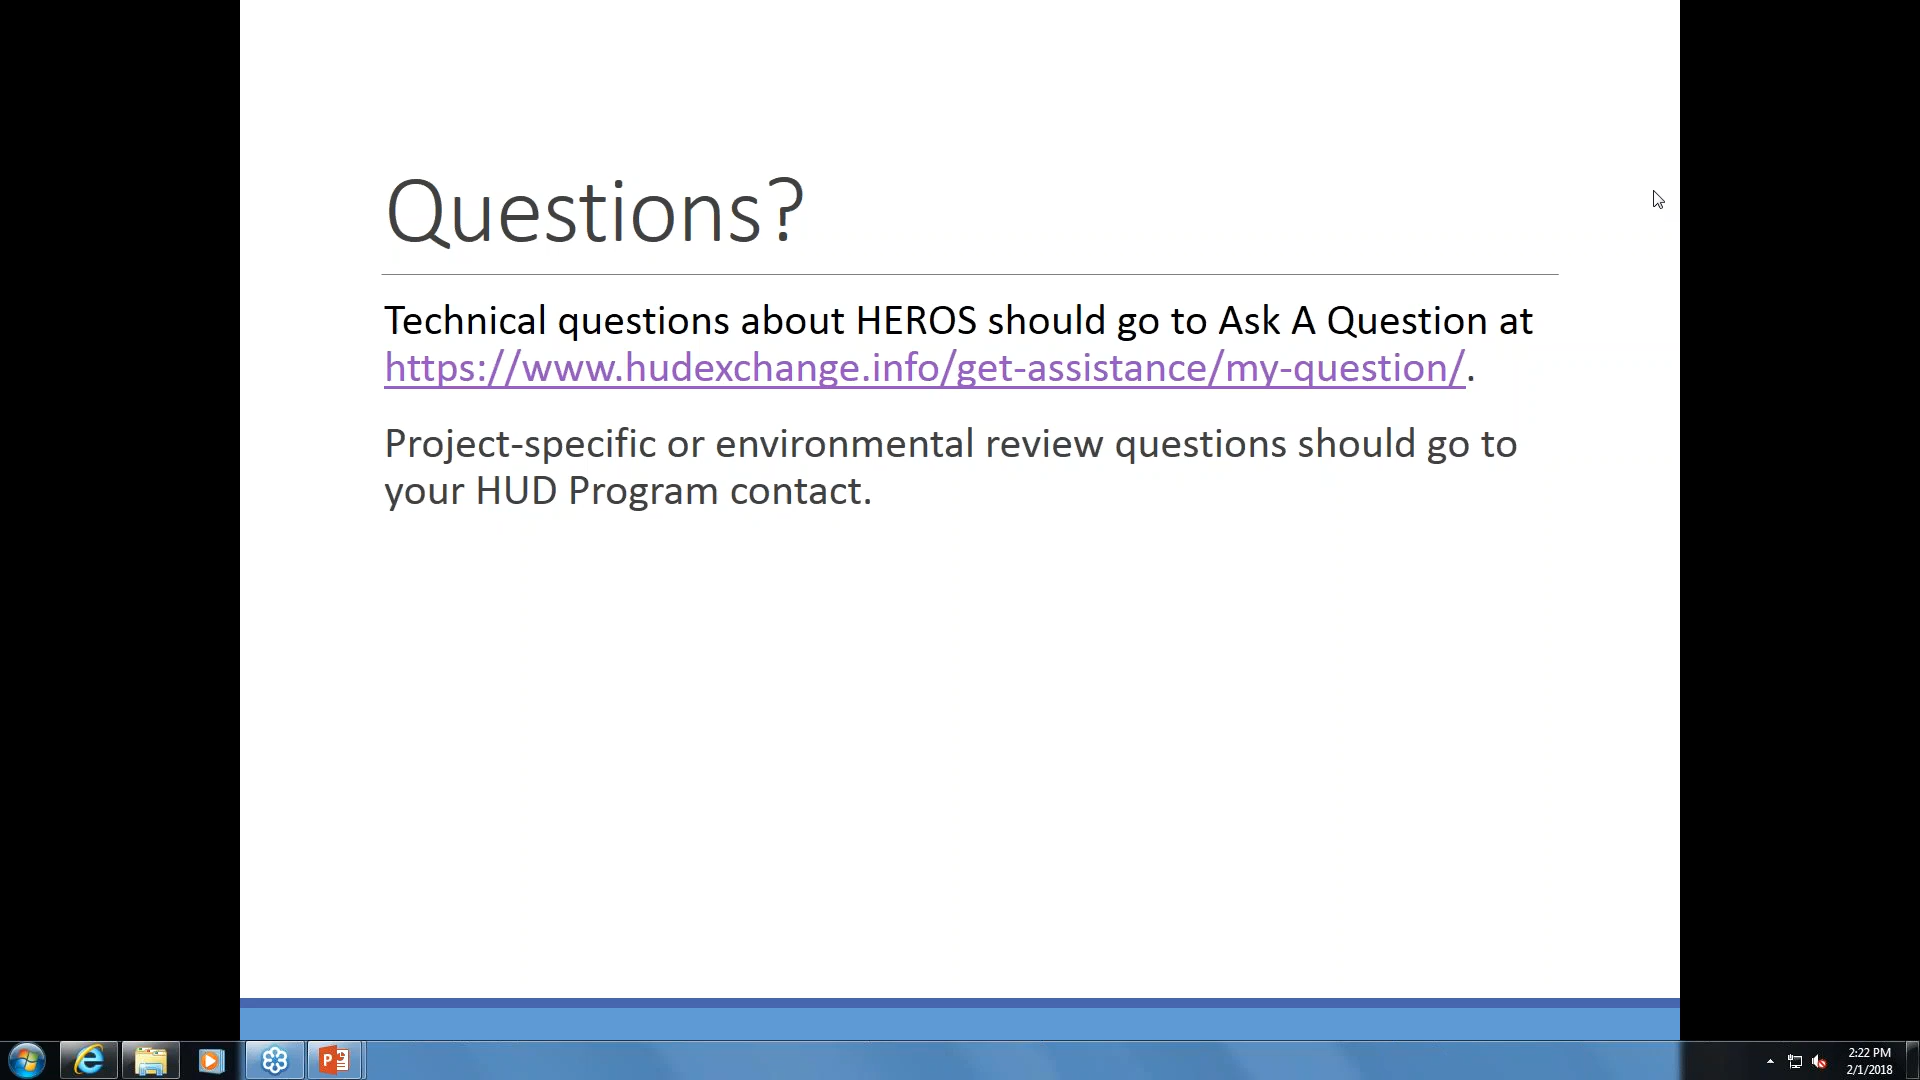 Questions?
Technical questions about HEROS should go to Ask A Question at
https://www.hudexchange.info/get-assistance/my-question/.
Project-specific or environmental review questions should go to
your HUD Program contact.
2:22 PM
2/1/2018